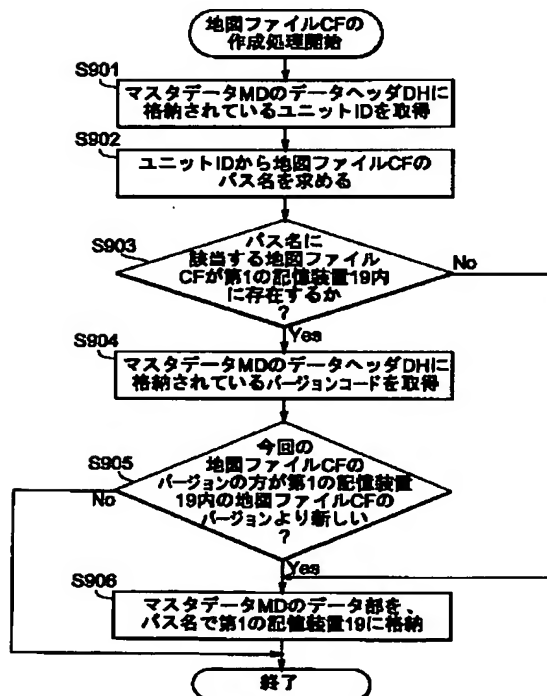 地図ファイルCFの
作成処理開始
S901
マスタデータMDのデータヘッダDHに
格納されているユニットIDを取得
S902
ユニットIDから地図ファイルCFの
パス名を求める
S903
パス名に
該当する地図ファイル
CFが第1の記憶装置19内
に存在するか
?
No
Yes
S904
マスタデータMDのデータヘッダDHに
格納されているバージョンコードを取得
S905
今回の
地図ファイルCFの
バージョンの方が第1の記憶装置
19内の地図ファイルCFの
バージョンより新しい
?
No
Yes
S906
マスタデータMDのデータ部を、
パス名で第1の記憶装置19に格納
終了